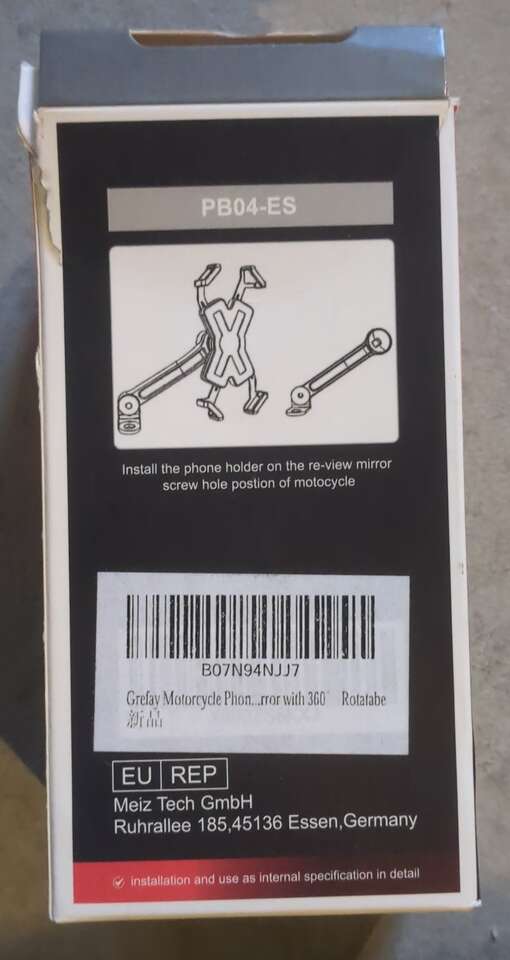 PB04-ES
Install the phone holder on the re-view mirror
screw hole postion of motocycle
B07N94NJJ7
Grefay Motorcycle Phon...rror with 360° Rotatabe
新品
EU REP
Meiz Tech GmbH
Ruhrallee 185,45136 Essen,Germany
installation and use as internal specification in detail